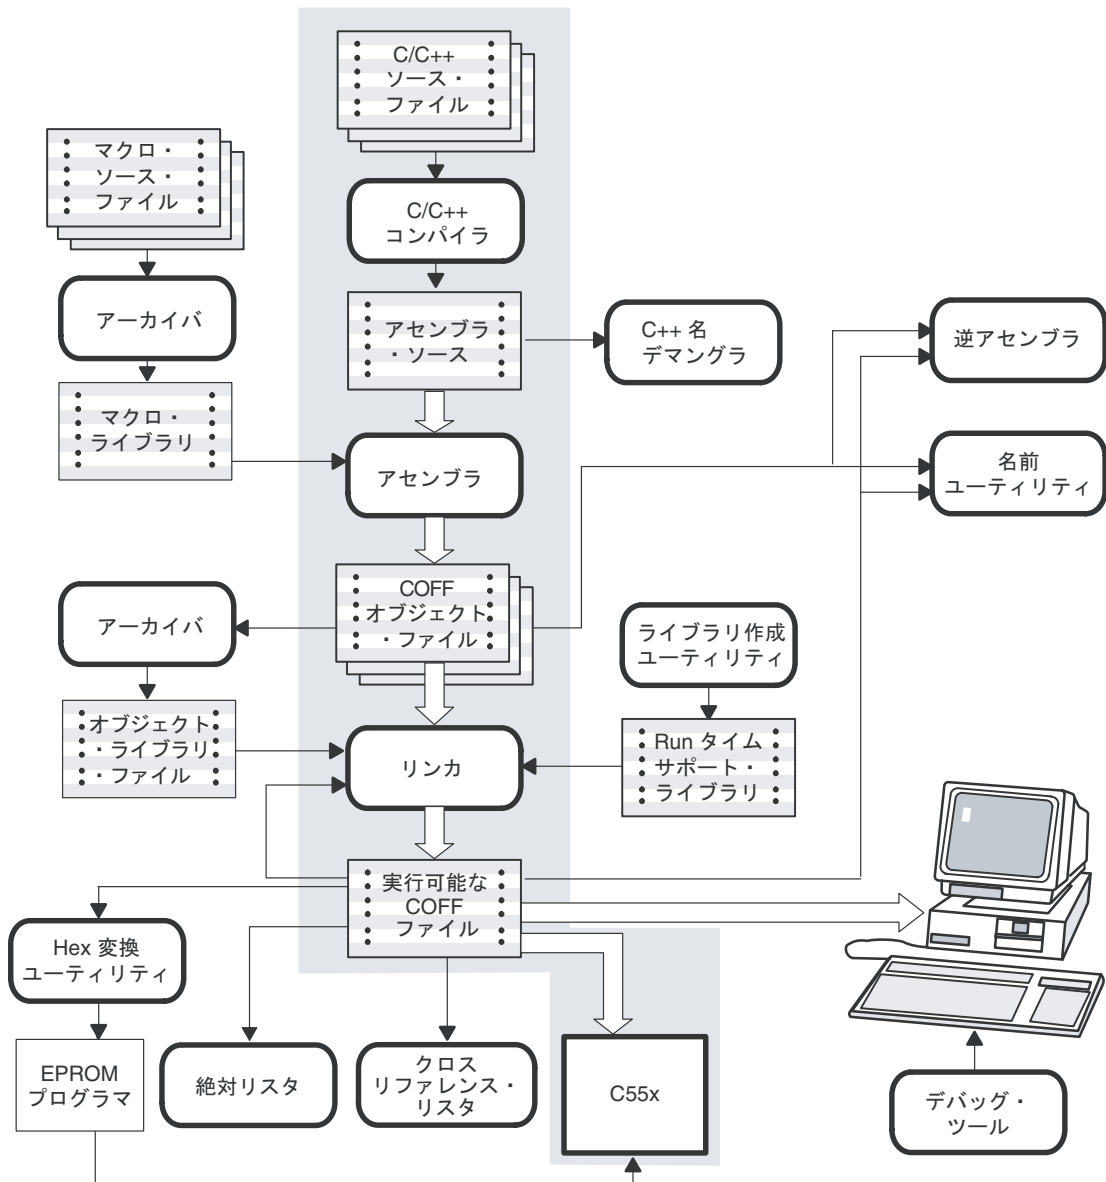 C/C++
ソース・
ファイル
マクロ・
ソース・
ファイル
C/C++
コンパイラ
アーカイバ
アセンブラ
・ソース
C++ 名
デマングラ
逆アセンブラ
マクロ・
ライブラリ
アセンブラ
名前
ユーティリティ
COFF
オブジェクト
・ファイル
アーカイバ
ライブラリ作成
ユーティリティ
オブジェクト
・ライブラリ
・ファイル
リンカ
Run タイム
サポート・
ライブラリ
実行可能な
COFF
ファイル
Hex 変換
ユーティリティ
EPROM
プログラマ
絶対リスタ
クロス
リファレンス・
リスタ
C55x
デバッグ・
ツール